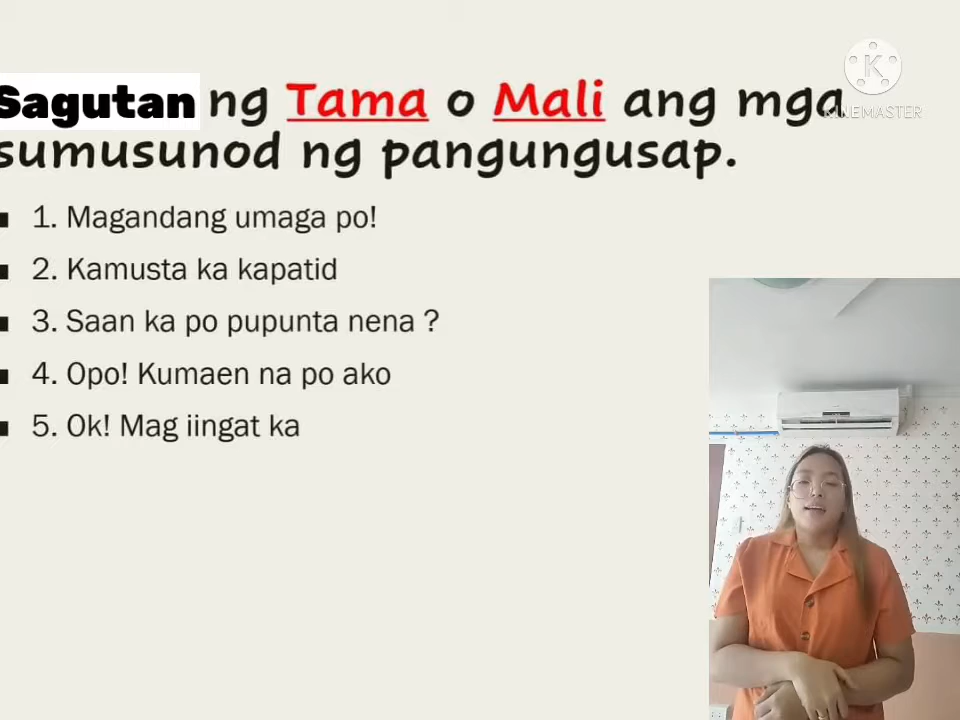 Sagutan ng Tama o Mali ang mga
sumusunod ng pangungusap.
1. Magandang umaga po!
2. Kamusta ka kapatid
3. Saan ka po pupunta nena ?
4. Opo! Kumaen na po ako
5. Ok! Mag iingat ka
K
KINEMASTER